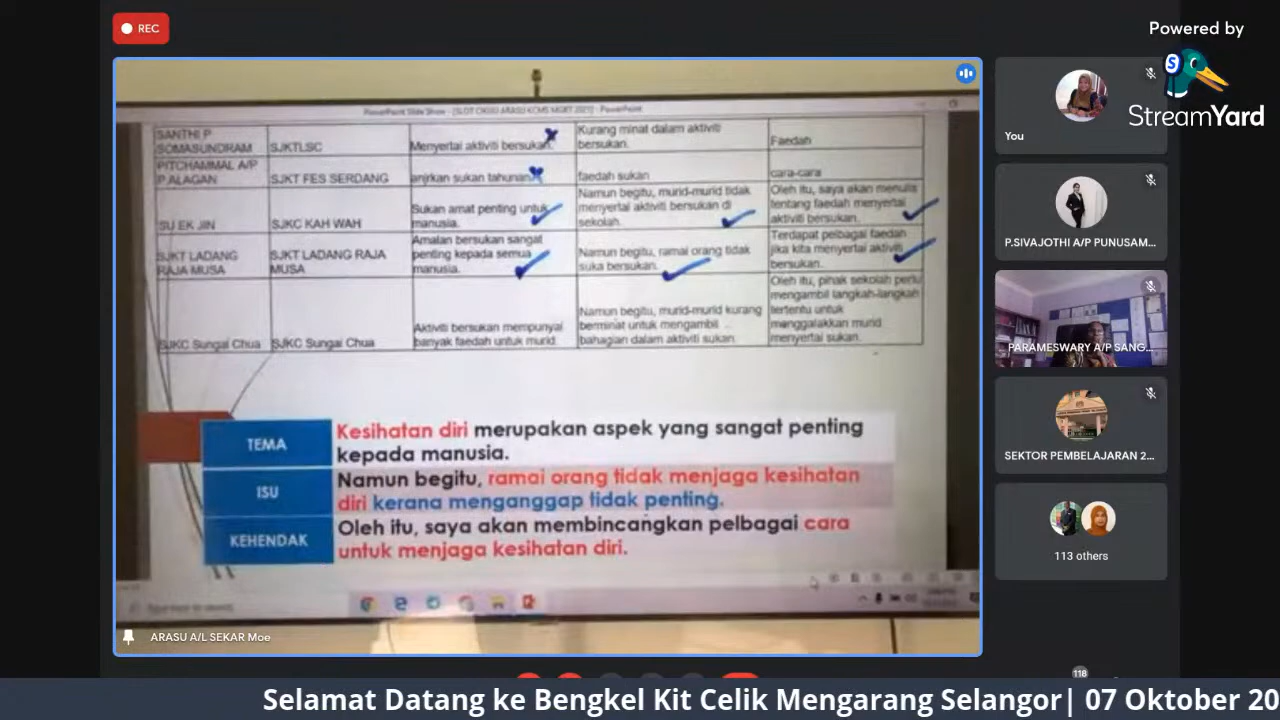 REC
Powered by
StreamYard
PowerPoint
SANTHI P
SOMASUNDRAM
SJKTLSC
Menyertai aktiviti bersukan.
Kurang minat dalam aktiviti
bersukan.
Faedah
PITCHAMMAL A/P
P.ALAGAN
SJKT FES SERDANG
anjrkan sukan tahunan
faedah sukan
cara-cara
SU EK JIN
SJKC KAH WAH
Sukan amat penting untuk
manusia.
Namun begitu, murid-murid tidak
menyertai aktiviti bersukan di
sekolah.
Oleh itu, saya akan menulis
tentang faedah menyertai
aktiviti bersukan.
SJKT LADANG
RAJA MUSA
SJKT LADANG RAJA
MUSA
Amalan bersukan sangat
penting kepada semua
manusia.
Namun begitu, ramai orang tidak
suka bersukan.
Terdapat pelbagai faedah
jika kita menyertai aktiviti
bersukan.
SJKC Sungai Chua
SJKC Sungai Chua
Aktiviti bersukan mempunyai
banyak faedah untuk murid.
Namun begitu, murid-murid kurang
berminat untuk mengambil
bahagian dalam aktiviti sukan.
Oleh itu, pihak sekolah perlu
mengambil langkah-langkah
tertentu untuk
menggalakkan murid
menyertai sukan.
TEMA
Kesihatan diri merupakan aspek yang sangat penting
kepada manusia.
ISU
Namun begitu, ramai orang tidak menjaga kesihatan
diri kerana menganggap tidak penting.
KEHENDAK
Oleh itu, saya akan membincangkan pelbagai cara
untuk menjaga kesihatan diri.
ARASU A/L SEKAR Moe
You
P.SIVAJOTHI A/P PUNUSAM...
PARAMESWARY A/P SANG...
SEKTOR PEMBELAJARAN 2...
113 others
118
Selamat Datang ke Bengkel Kit Celik Mengarang Selangor| 07 Oktober 20